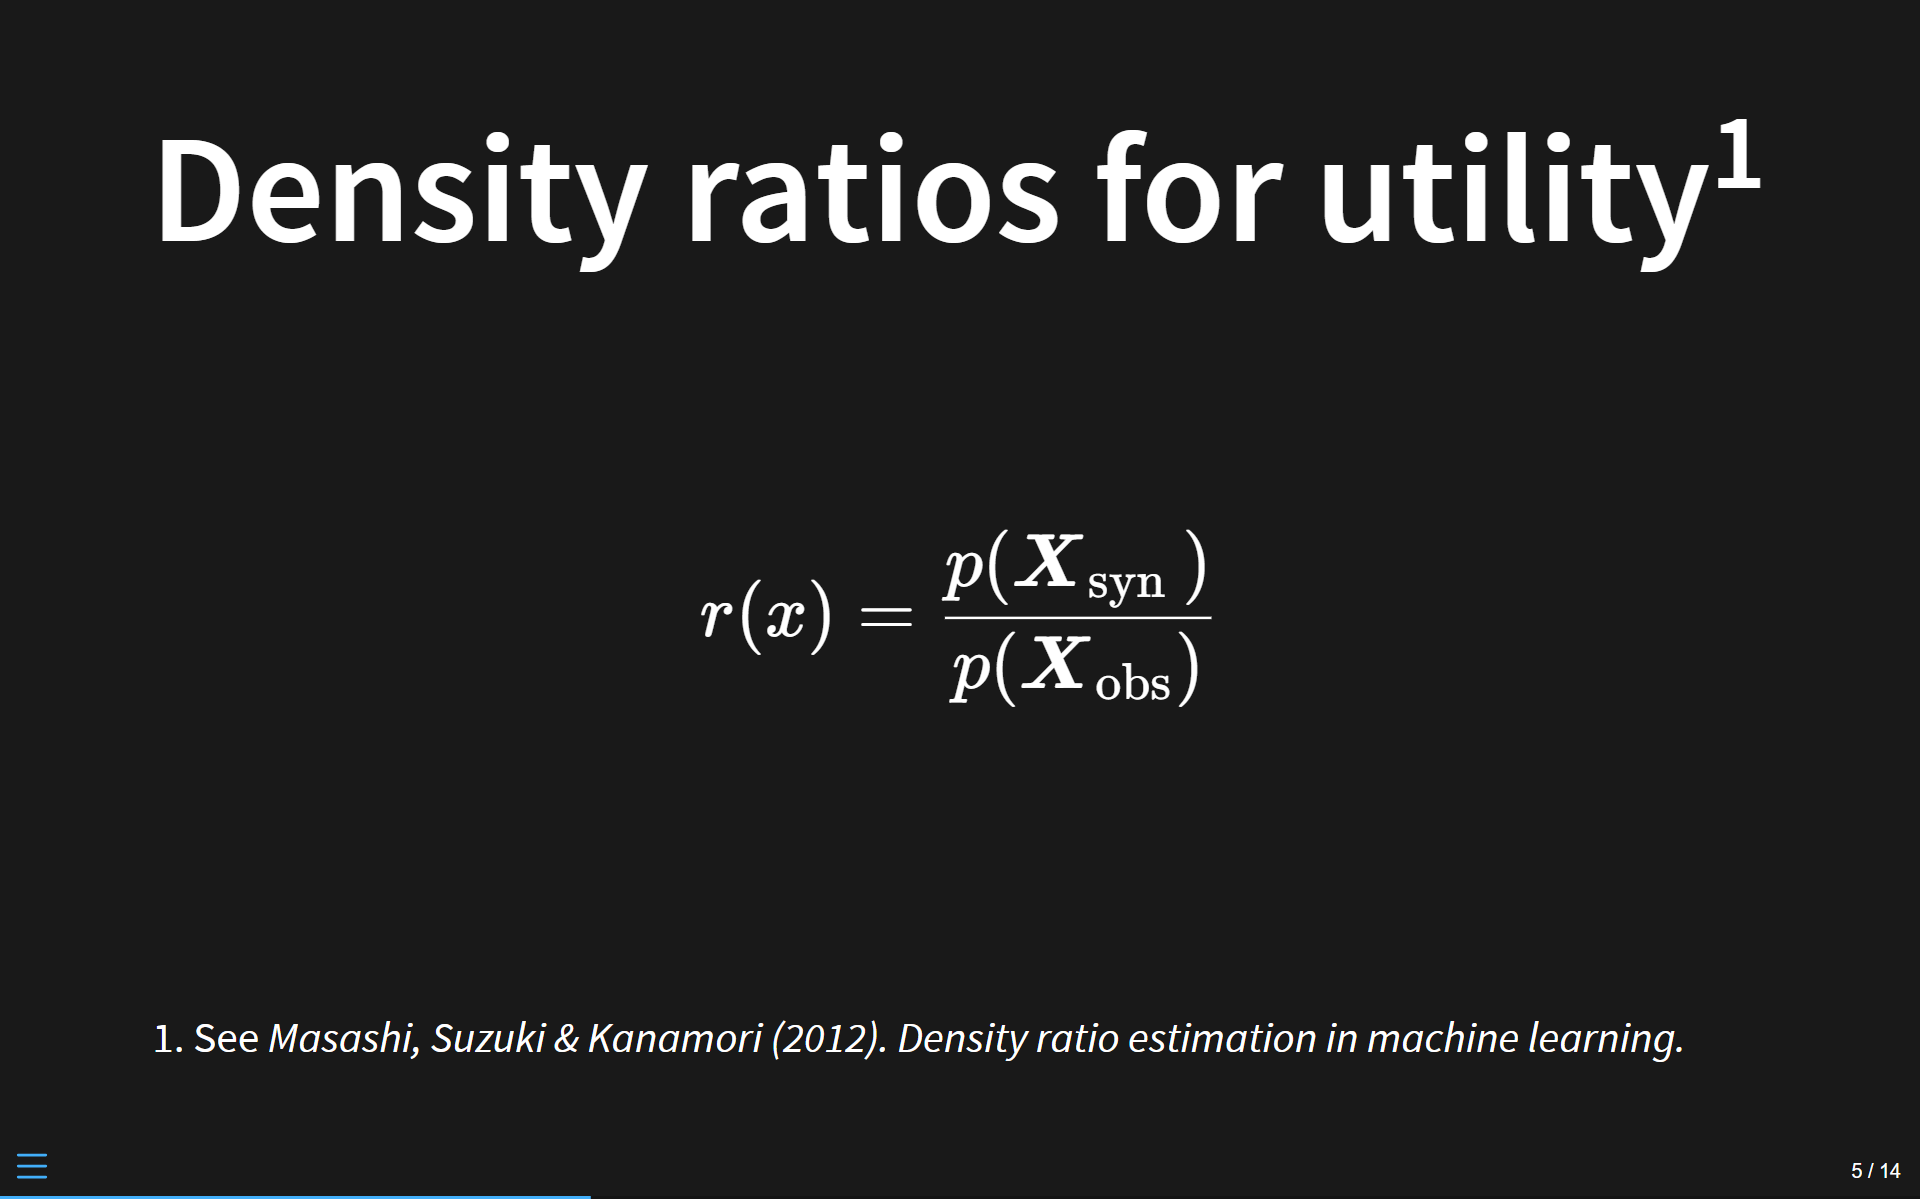 Density ratios for utility¹
r(x) = p(X_syn) / p(X_obs)
1. See Masashi, Suzuki & Kanamori (2012). Density ratio estimation in machine learning.
5 / 14